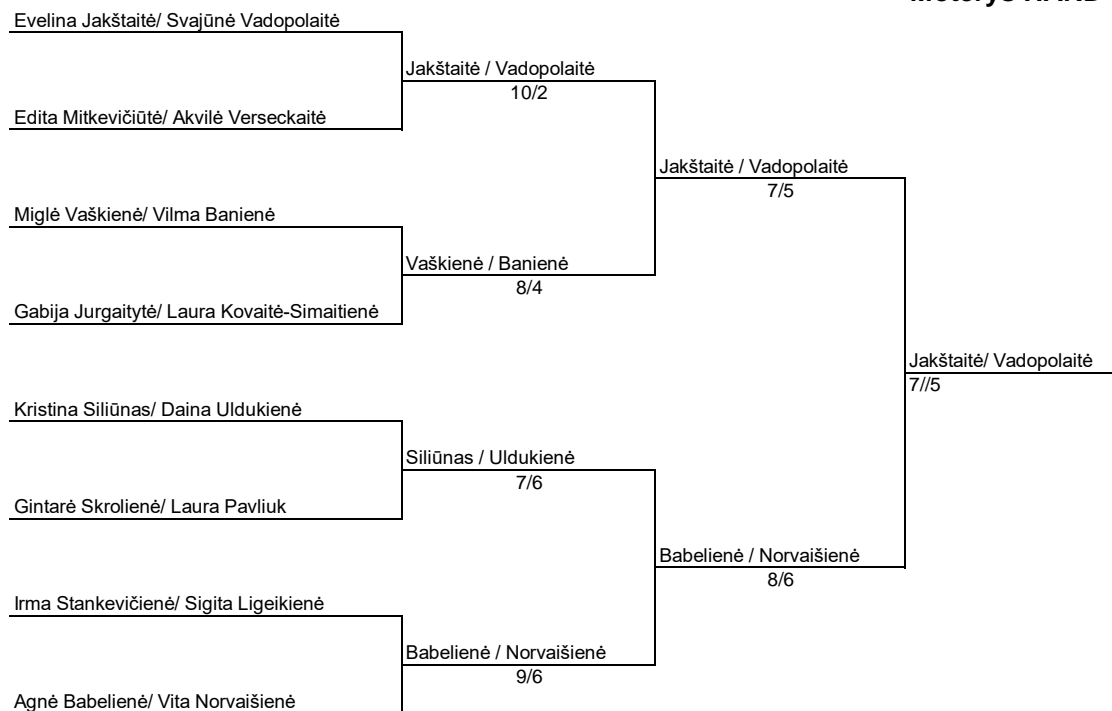 Evelina Jakštaitė/ Svajūnė Vadopolaitė
Jakštaitė / Vadopolaitė
10/2
Edita Mitkevičiūtė/ Akvilė Verseckaitė
Jakštaitė / Vadopolaitė
7/5
Miglė Vaškienė/ Vilma Banienė
Vaškienė / Banienė
8/4
Gabija Jurgaitytė/ Laura Kovaitė-Simaitienė
Jakštaitė/ Vadopolaitė
7//5
Kristina Siliūnas/ Daina Uldukienė
Siliūnas / Uldukienė
7/6
Gintarė Skrolienė/ Laura Pavliuk
Babelienė / Norvaišienė
8/6
Irma Stankevičienė/ Sigita Ligeikienė
Babelienė / Norvaišienė
9/6
Agnė Babelienė/ Vita Norvaišienė